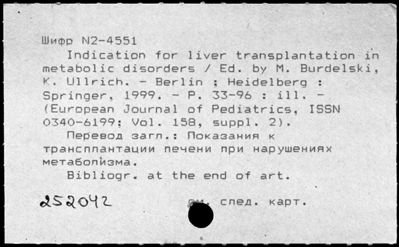 Шифр N2-4551
Indication for liver transplantation in
metabolic disorders / Ed. by M. Burdelski,
K. Ullrich. - Berlin ; Heidelberg :
Springer, 1999. - P. 33-96 : ill. -
(European Journal of Pediatrics, ISSN
0340-6199; Vol. 158, suppl. 2).
Перевод загл.: Показания к
трансплантации печени при нарушениях
метаболизма.
Bibliogr. at the end of art.
252042 см. след. карт.